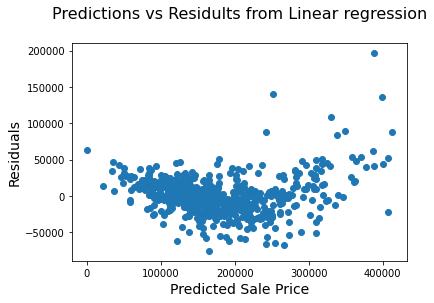 Predictions vs Residults from Linear regression
200000
150000
100000
50000
0
−50000
Residuals
0 100000 200000 300000 400000
Predicted Sale Price